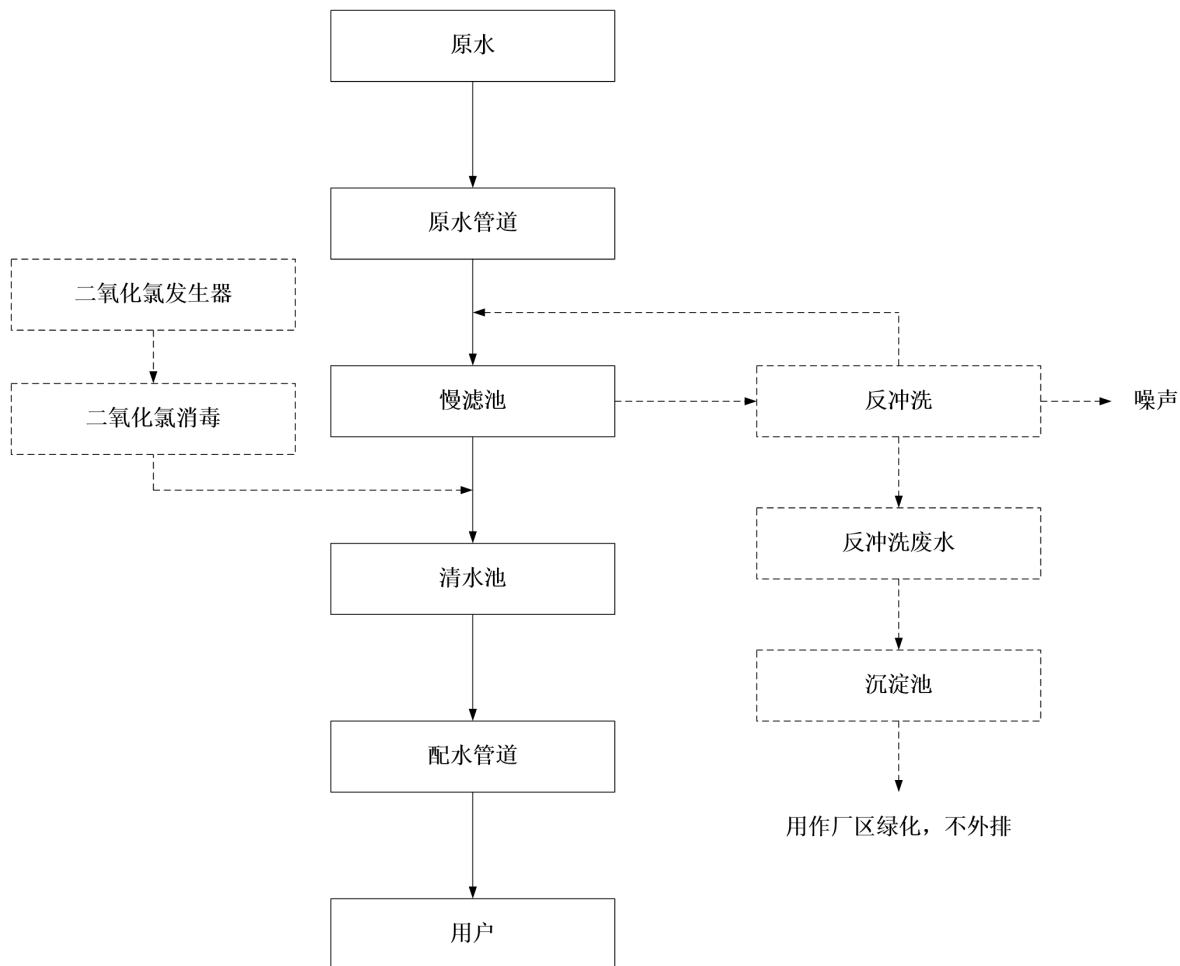 原水
原水管道
二氧化氯发生器
二氧化氯消毒
慢滤池
反冲洗
噪声
反冲洗废水
清水池
沉淀池
配水管道
用作厂区绿化，不外排
用户